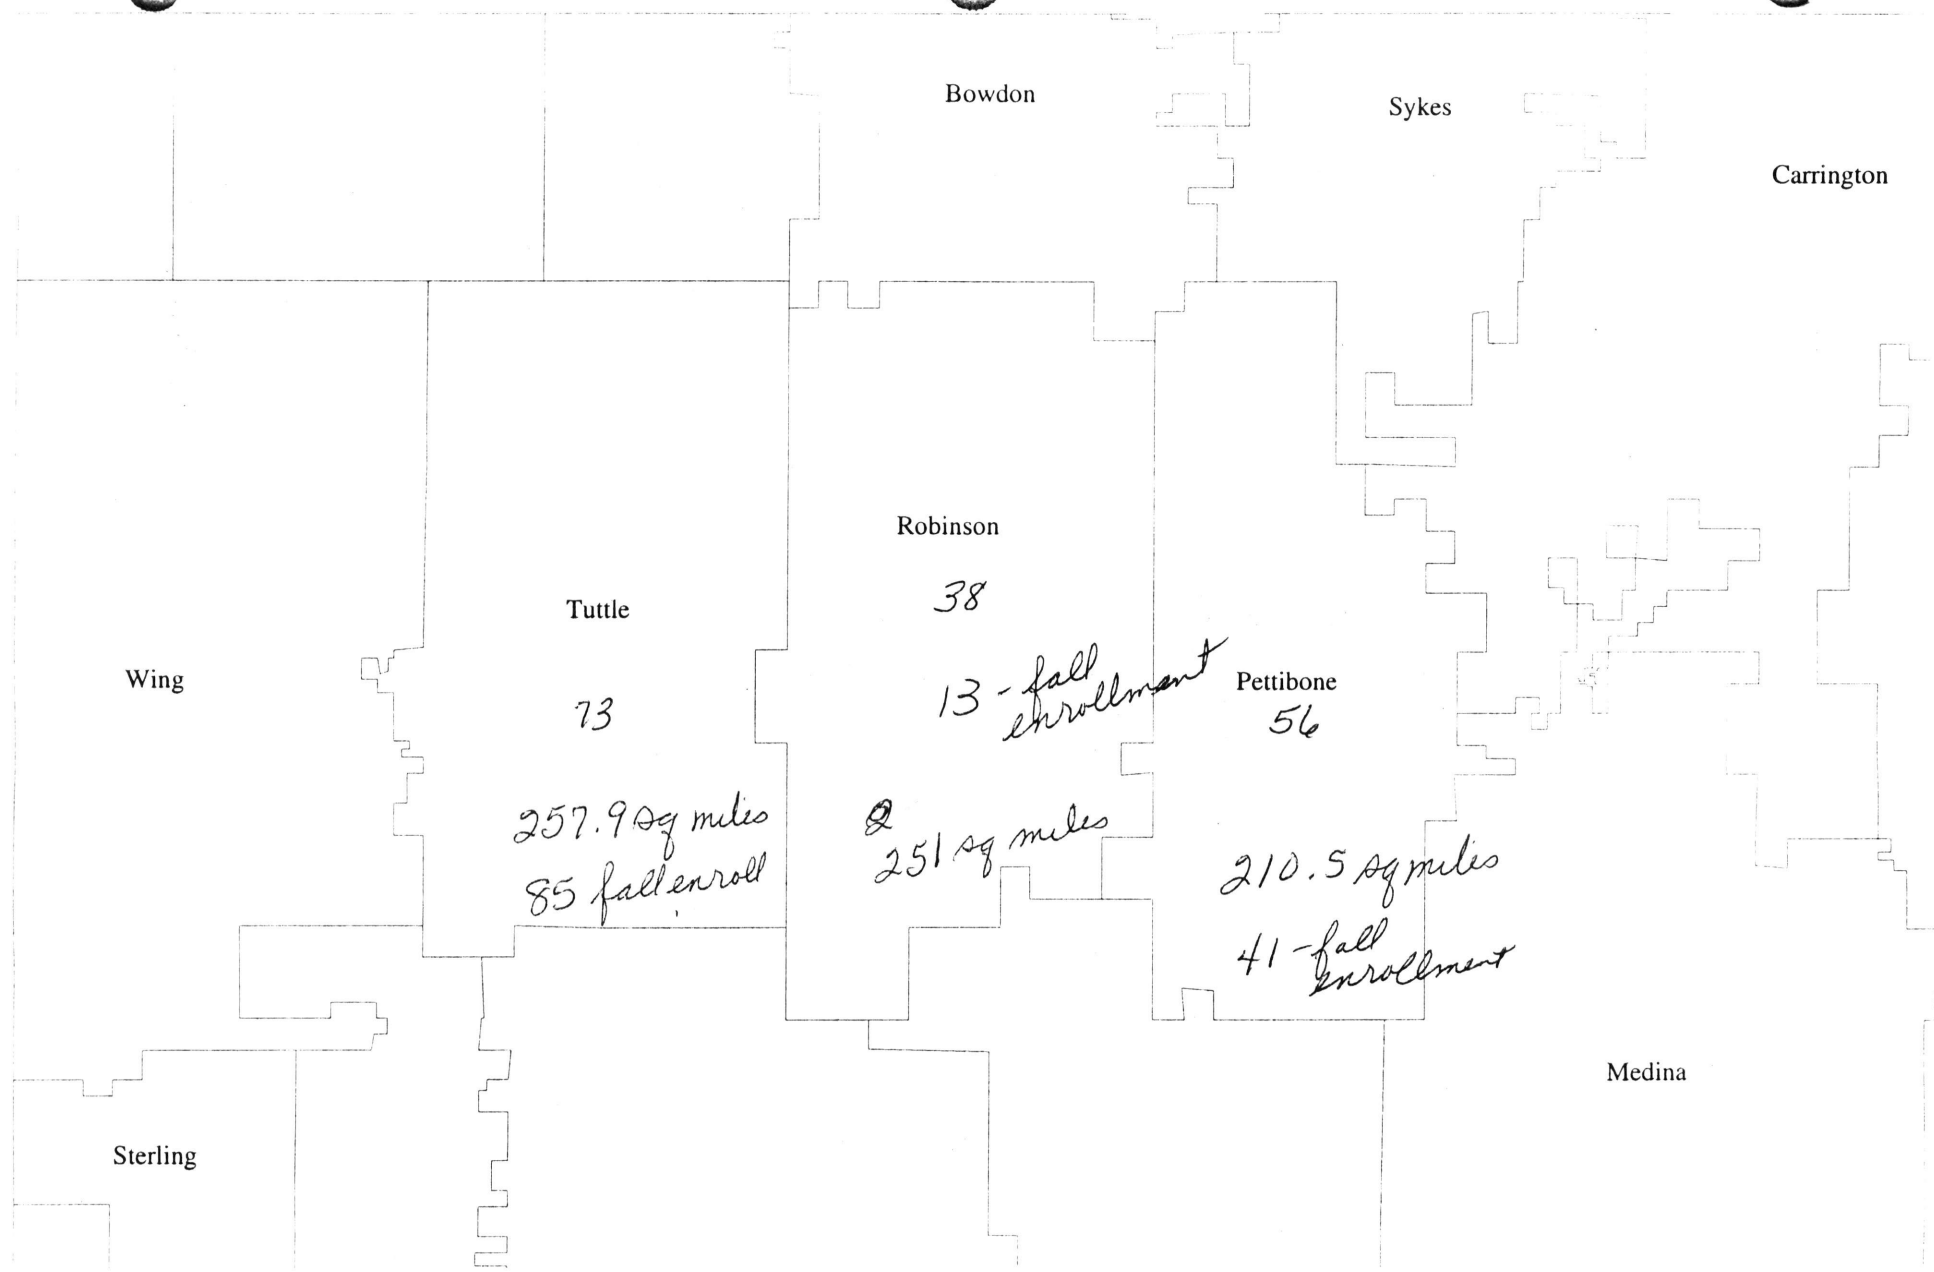 Bowdon
Sykes
Carrington
Robinson
38
13 - fall
enrollment
2
251 sq miles
Tuttle
73
257.9 sq miles
85 fall enroll
Wing
Pettibone
56
210.5 sq miles
41 - fall
enrollment
Medina
Sterling